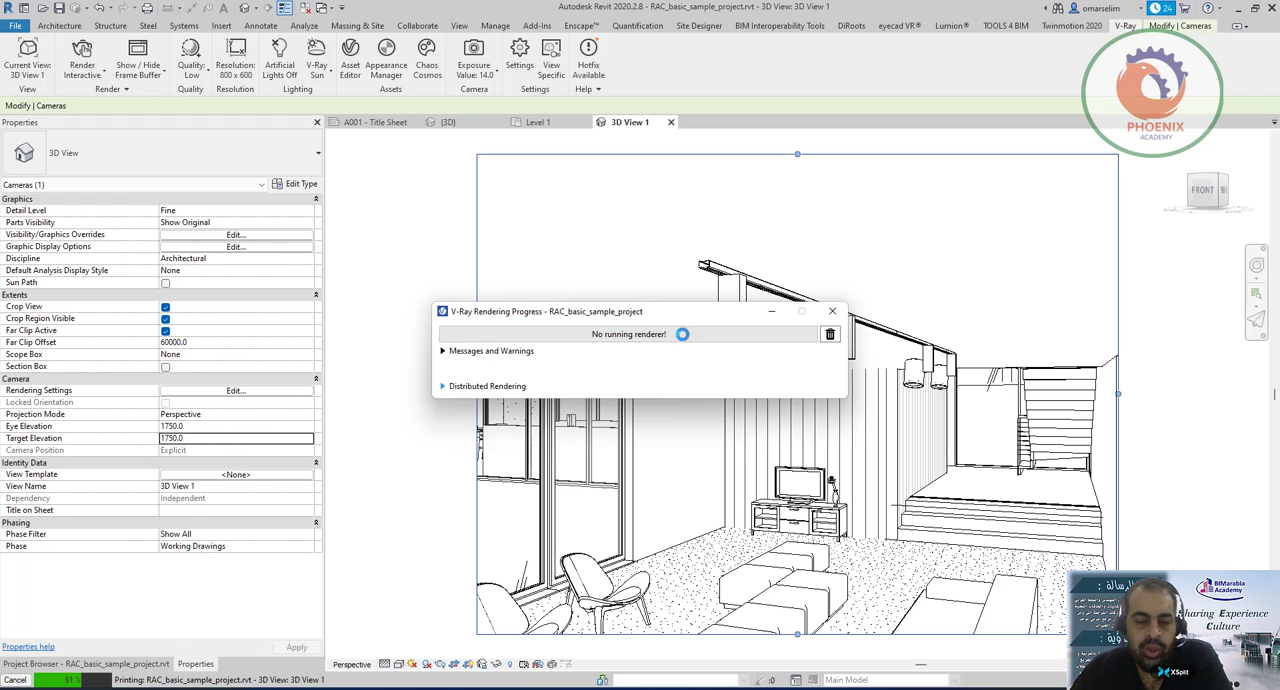 Autodesk Revit 2020.2.8 - RAC_basic_sample_project.rvt - 3D View: 3D View 1
omarselim
24
File
Architecture
Structure
Steel
Systems
Insert
Annotate
Analyze
Massing & Site
Collaborate
View
Manage
Add-Ins
Enscape™
Quantification
Site Designer
BIM Interoperability Tools
DiRoots
eyecad VR®
Lumion®
TOOLS 4 BIM
Twinmotion 2020
V-Ray
Modify | Cameras
Current View:
3D View 1
Render
Interactive
Show / Hide
Frame Buffer
Quality:
Low
Resolution:
800 x 600
Artificial
Lights Off
V-Ray
Sun
Asset
Editor
Appearance
Manager
Chaos
Cosmos
Exposure
Value: 14.0
Settings
View
Specific
Hotfix
Available
View
Render
Quality
Resolution
Lighting
Assets
Camera
Settings
Help
PHOENIX
ACADEMY
Modify | Cameras
Properties
A001 - Title Sheet
{3D}
Level 1
3D View 1
3D View
Cameras (1)
Edit Type
FRONT
Graphics
Detail Level Fine
Parts Visibility Show Original
Visibility/Graphics Overrides Edit...
Graphic Display Options Edit...
Discipline Architectural
Default Analysis Display Style None
Sun Path
Extents
Crop View
Crop Region Visible
Far Clip Active
Far Clip Offset 60000.0
Scope Box None
Section Box
Camera
Rendering Settings Edit...
Locked Orientation
Projection Mode Perspective
Eye Elevation 1750.0
Target Elevation 1750.0
Camera Position Explicit
Identity Data
View Template <None>
View Name 3D View 1
Dependency Independent
Title on Sheet
Phasing
Phase Filter Show All
Phase Working Drawings
V-Ray Rendering Progress - RAC_basic_sample_project
No running renderer!
Messages and Warnings
Distributed Rendering
Properties help
Apply
Project Browser - RAC_basic_sample_project.rvt
Properties
Perspective
Cancel
61 %
Printing: RAC_basic_sample_project.rvt: 3D View: 3D View 1
:0
Main Model
الرسالة :
BIMarabia
Academy
Sharing Experience
Culture
XSplit